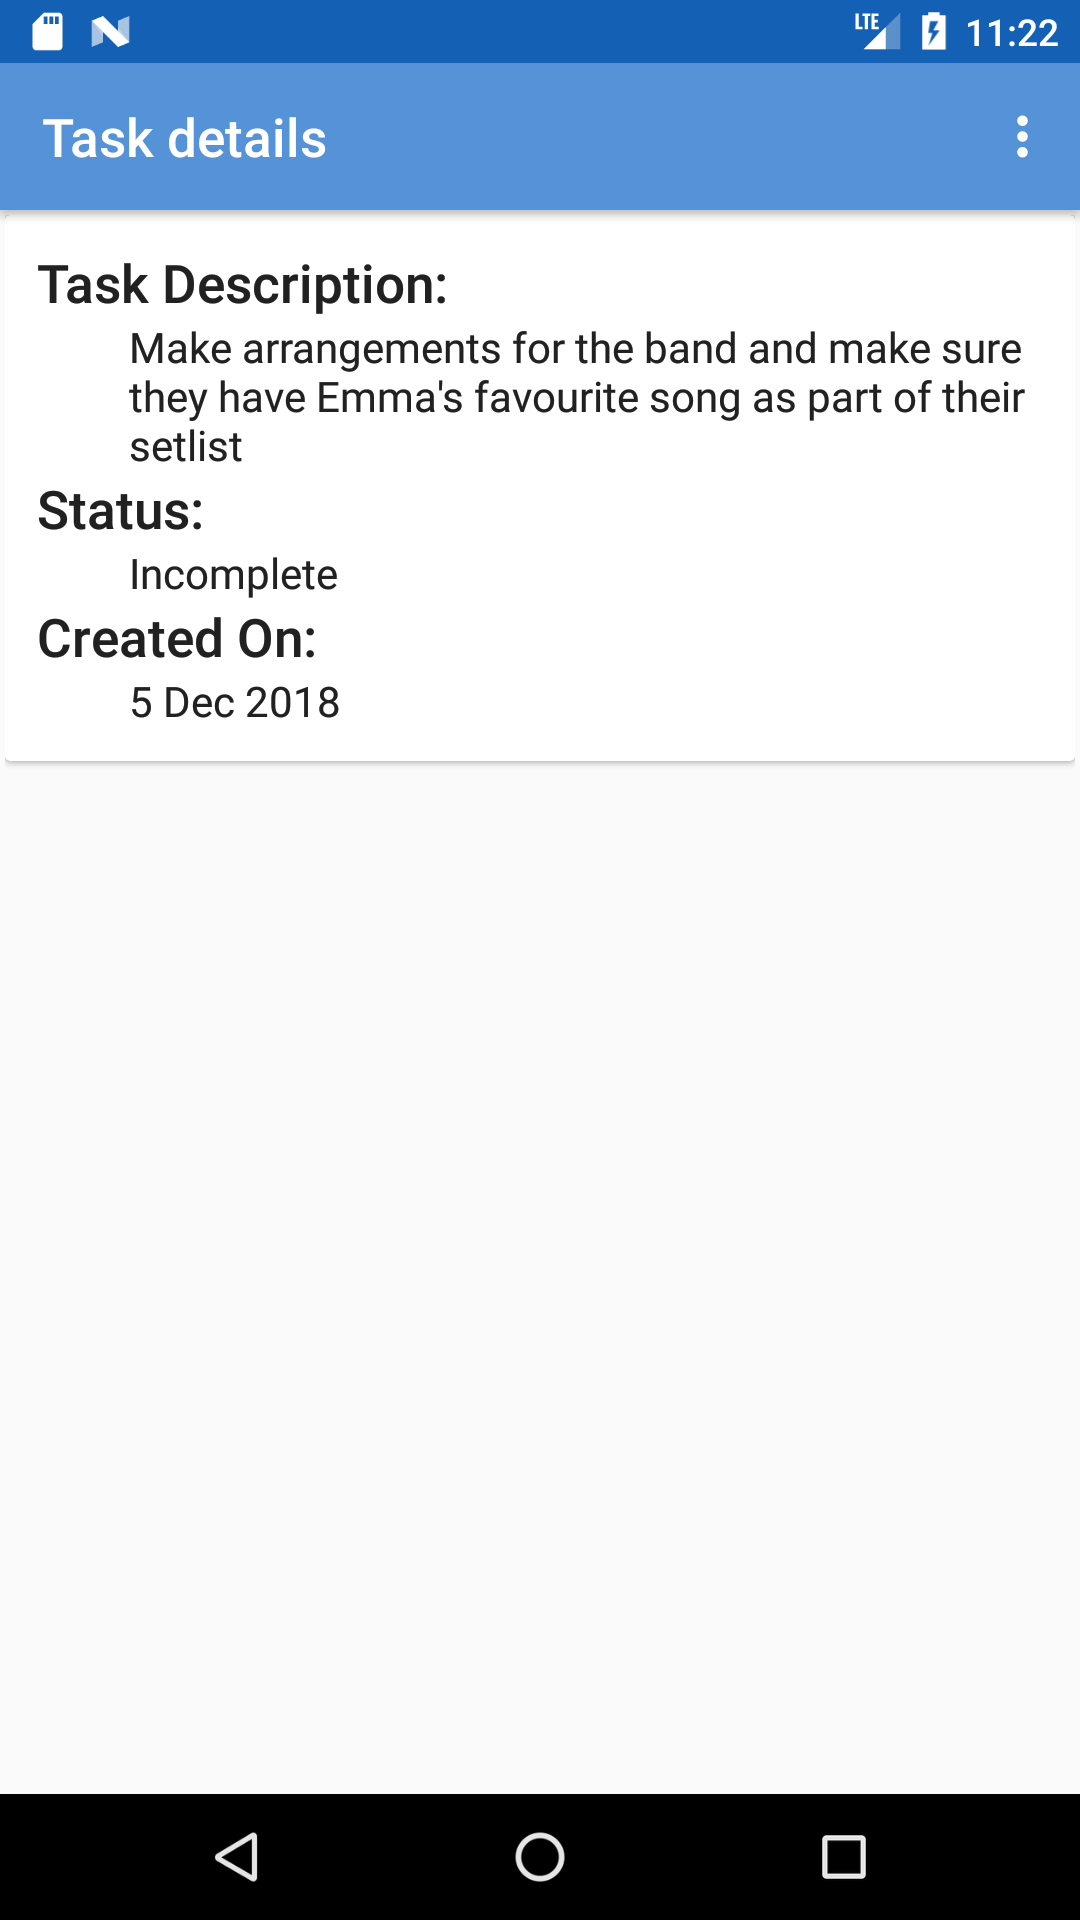 LTE 11:22
Task details
Task Description:
Make arrangements for the band and make sure
they have Emma's favourite song as part of their
setlist
Status:
Incomplete
Created On:
5 Dec 2018